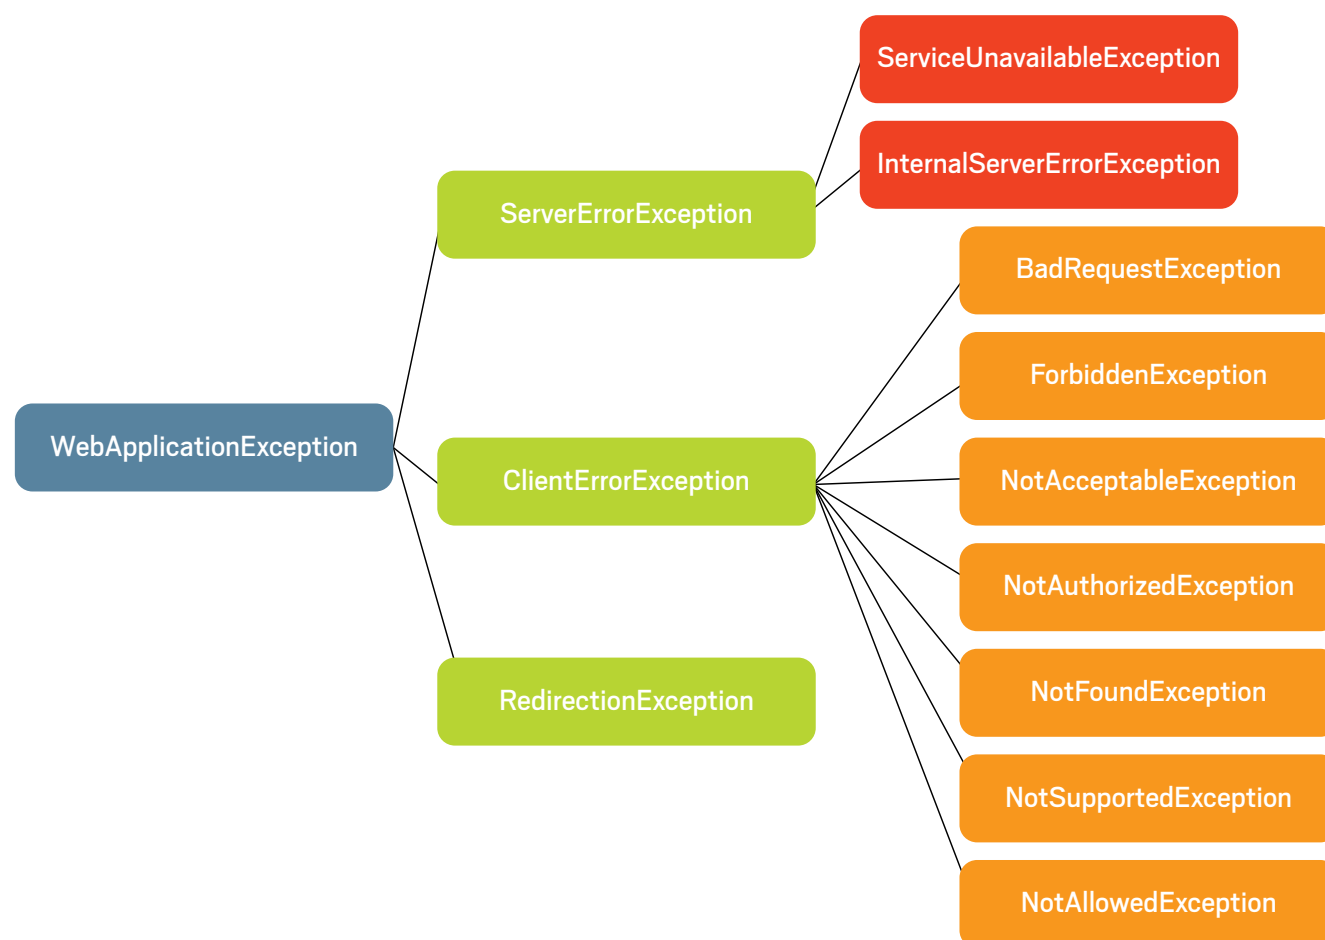 ServiceUnavailableException
InternalServerErrorException
ServerErrorException
BadRequestException
ForbiddenException
WebApplicationException
ClientErrorException
NotAcceptableException
NotAuthorizedException
RedirectionException
NotFoundException
NotSupportedException
NotAllowedException